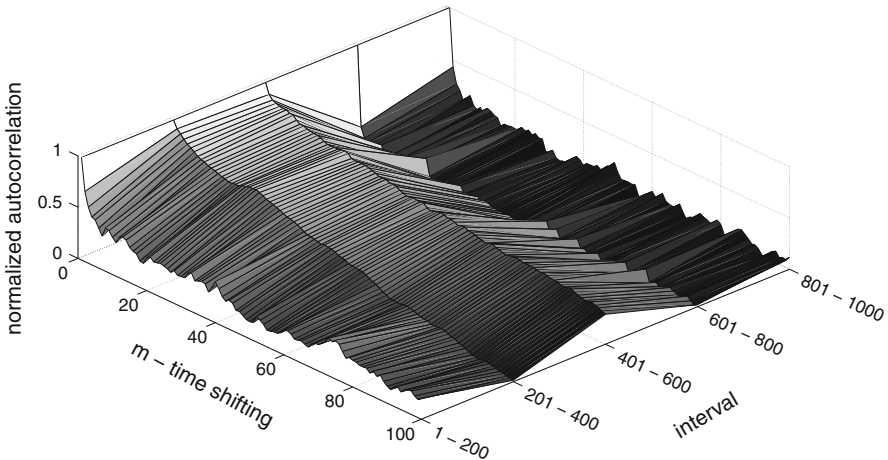 normalized autocorrelation
1
0.5
0
0
20
40
60
80
100
m – time shifting
1 – 200
201 – 400
401 – 600
601 – 800
801 – 1000
interval